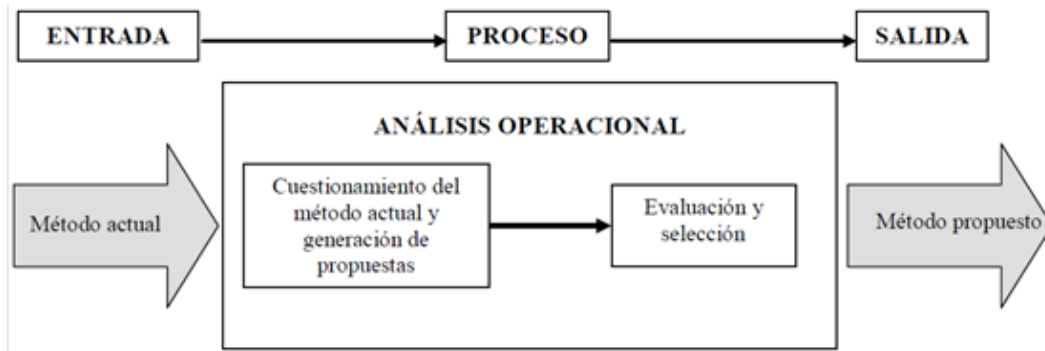 ENTRADA
PROCESO
SALIDA
ANÁLISIS OPERACIONAL
Método actual
Cuestionamiento del
método actual y
generación de
propuestas
Evaluación y
selección
Método propuesto